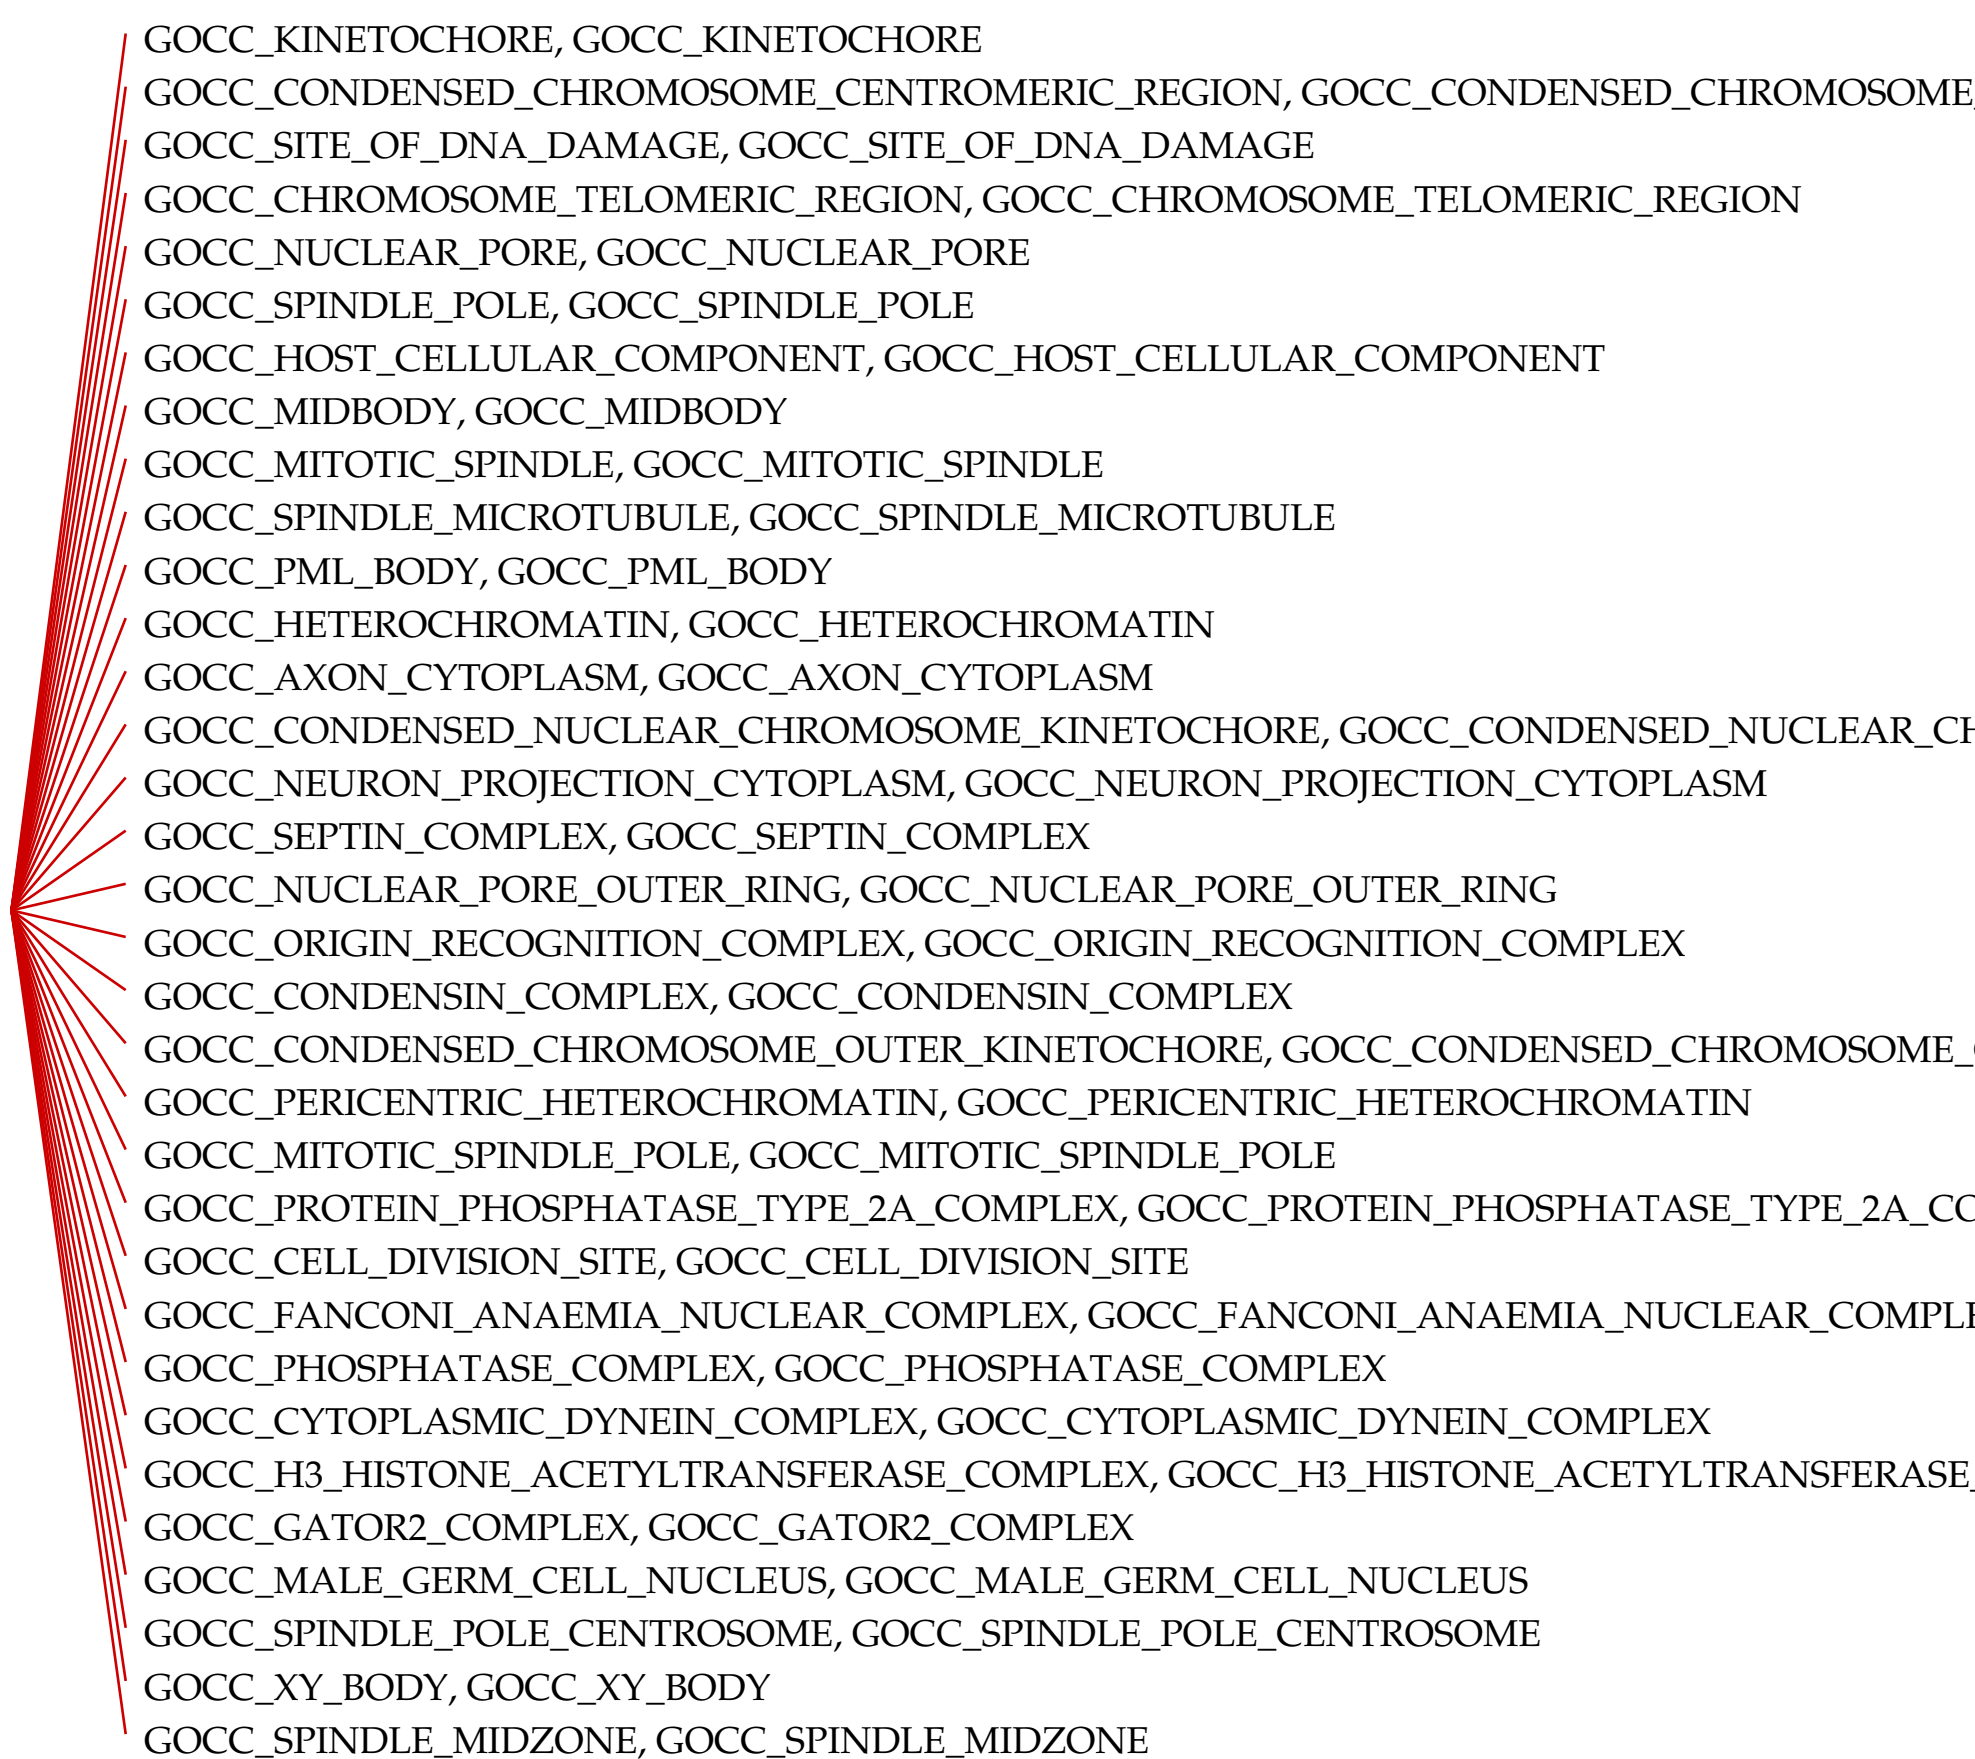 GOCC_KINETOCHORE, GOCC_KINETOCHORE
GOCC_CONDENSED_CHROMOSOME_CENTROMERIC_REGION, GOCC_CONDENSED_CHROMOSOME_
GOCC_SITE_OF_DNA_DAMAGE, GOCC_SITE_OF_DNA_DAMAGE
GOCC_CHROMOSOME_TELOMERIC_REGION, GOCC_CHROMOSOME_TELOMERIC_REGION
GOCC_NUCLEAR_PORE, GOCC_NUCLEAR_PORE
GOCC_SPINDLE_POLE, GOCC_SPINDLE_POLE
GOCC_HOST_CELLULAR_COMPONENT, GOCC_HOST_CELLULAR_COMPONENT
GOCC_MIDBODY, GOCC_MIDBODY
GOCC_MITOTIC_SPINDLE, GOCC_MITOTIC_SPINDLE
GOCC_SPINDLE_MICROTUBULE, GOCC_SPINDLE_MICROTUBULE
GOCC_PML_BODY, GOCC_PML_BODY
GOCC_HETEROCHROMATIN, GOCC_HETEROCHROMATIN
GOCC_AXON_CYTOPLASM, GOCC_AXON_CYTOPLASM
GOCC_CONDENSED_NUCLEAR_CHROMOSOME_KINETOCHORE, GOCC_CONDENSED_NUCLEAR_CH
GOCC_NEURON_PROJECTION_CYTOPLASM, GOCC_NEURON_PROJECTION_CYTOPLASM
GOCC_SEPTIN_COMPLEX, GOCC_SEPTIN_COMPLEX
GOCC_NUCLEAR_PORE_OUTER_RING, GOCC_NUCLEAR_PORE_OUTER_RING
GOCC_ORIGIN_RECOGNITION_COMPLEX, GOCC_ORIGIN_RECOGNITION_COMPLEX
GOCC_CONDENSIN_COMPLEX, GOCC_CONDENSIN_COMPLEX
GOCC_CONDENSED_CHROMOSOME_OUTER_KINETOCHORE, GOCC_CONDENSED_CHROMOSOME_
GOCC_PERICENTRIC_HETEROCHROMATIN, GOCC_PERICENTRIC_HETEROCHROMATIN
GOCC_MITOTIC_SPINDLE_POLE, GOCC_MITOTIC_SPINDLE_POLE
GOCC_PROTEIN_PHOSPHATASE_TYPE_2A_COMPLEX, GOCC_PROTEIN_PHOSPHATASE_TYPE_2A_CO
GOCC_CELL_DIVISION_SITE, GOCC_CELL_DIVISION_SITE
GOCC_FANCONI_ANAEMIA_NUCLEAR_COMPLEX, GOCC_FANCONI_ANAEMIA_NUCLEAR_COMPLE
GOCC_PHOSPHATASE_COMPLEX, GOCC_PHOSPHATASE_COMPLEX
GOCC_CYTOPLASMIC_DYNEIN_COMPLEX, GOCC_CYTOPLASMIC_DYNEIN_COMPLEX
GOCC_H3_HISTONE_ACETYLTRANSFERASE_COMPLEX, GOCC_H3_HISTONE_ACETYLTRANSFERASE_
GOCC_GATOR2_COMPLEX, GOCC_GATOR2_COMPLEX
GOCC_MALE_GERM_CELL_NUCLEUS, GOCC_MALE_GERM_CELL_NUCLEUS
GOCC_SPINDLE_POLE_CENTROSOME, GOCC_SPINDLE_POLE_CENTROSOME
GOCC_XY_BODY, GOCC_XY_BODY
GOCC_SPINDLE_MIDZONE, GOCC_SPINDLE_MIDZONE